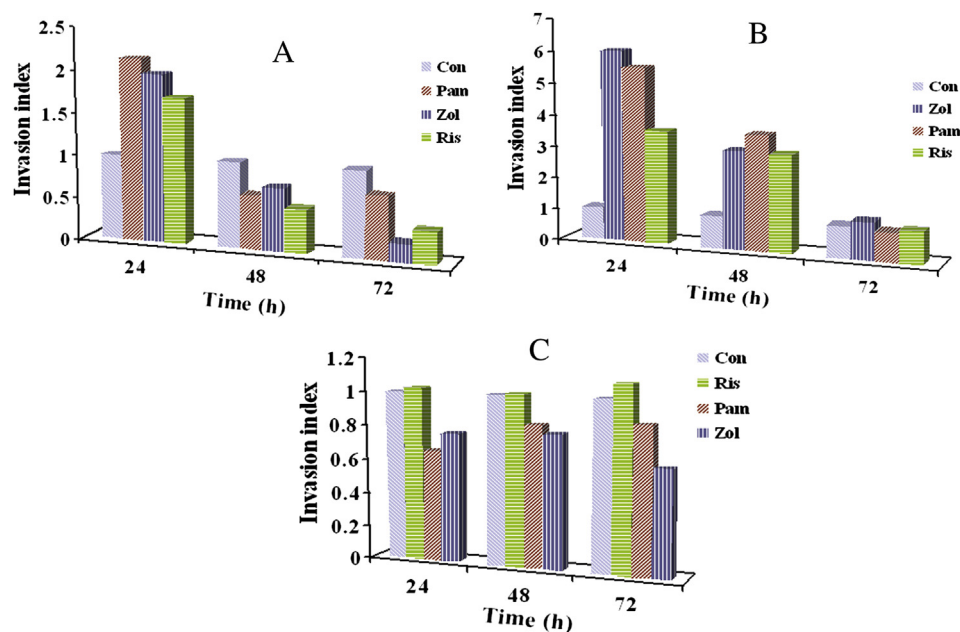 A
Invasion index
2.5
2
1.5
1
0.5
0
24
48
72
Time (h)
Con
Pam
Zol
Ris
B
Invasion index
7
6
5
4
3
2
1
0
24
48
72
Time (h)
Con
Zol
Pam
Ris
C
Invasion index
1.2
1
0.8
0.6
0.4
0.2
0
24
48
72
Time (h)
Con
Ris
Pam
Zol